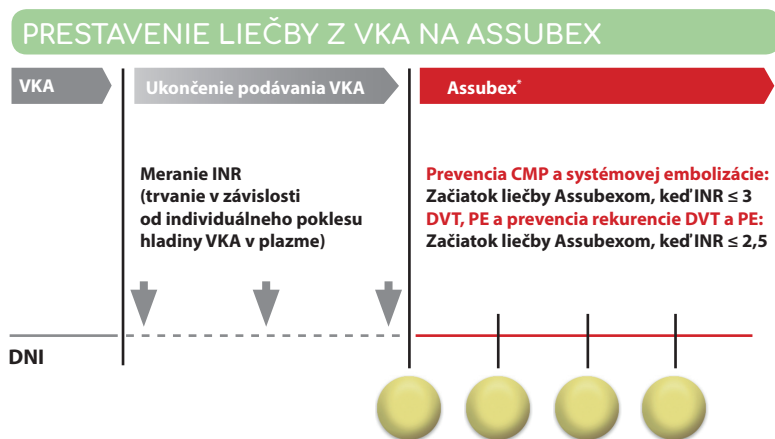 PRESTAVENIE LIEČBY Z VKA NA ASSUBEX
VKA
Ukončenie podávania VKA
Assubex*
Meranie INR
(trvanie v závislosti
od individuálneho poklesu
hladiny VKA v plazme)
Prevencia CMP a systémovej embolizácie:
Začiatok liečby Assubexom, keď INR ≤ 3
DVT, PE a prevencia rekurencie DVT a PE:
Začiatok liečby Assubexom, keď INR ≤ 2,5
DNI